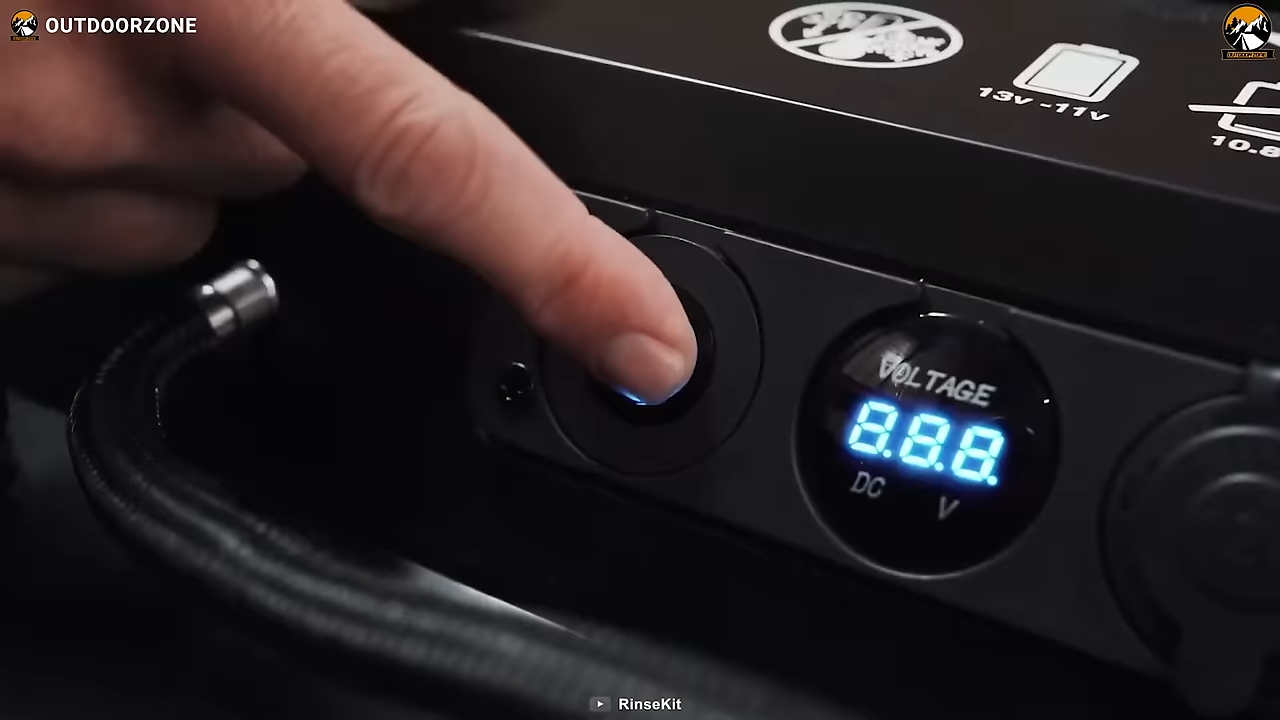 OUTDOORZONE
13V -11V
10.8
VOLTAGE
8.8.8.
DC V
RinseKit